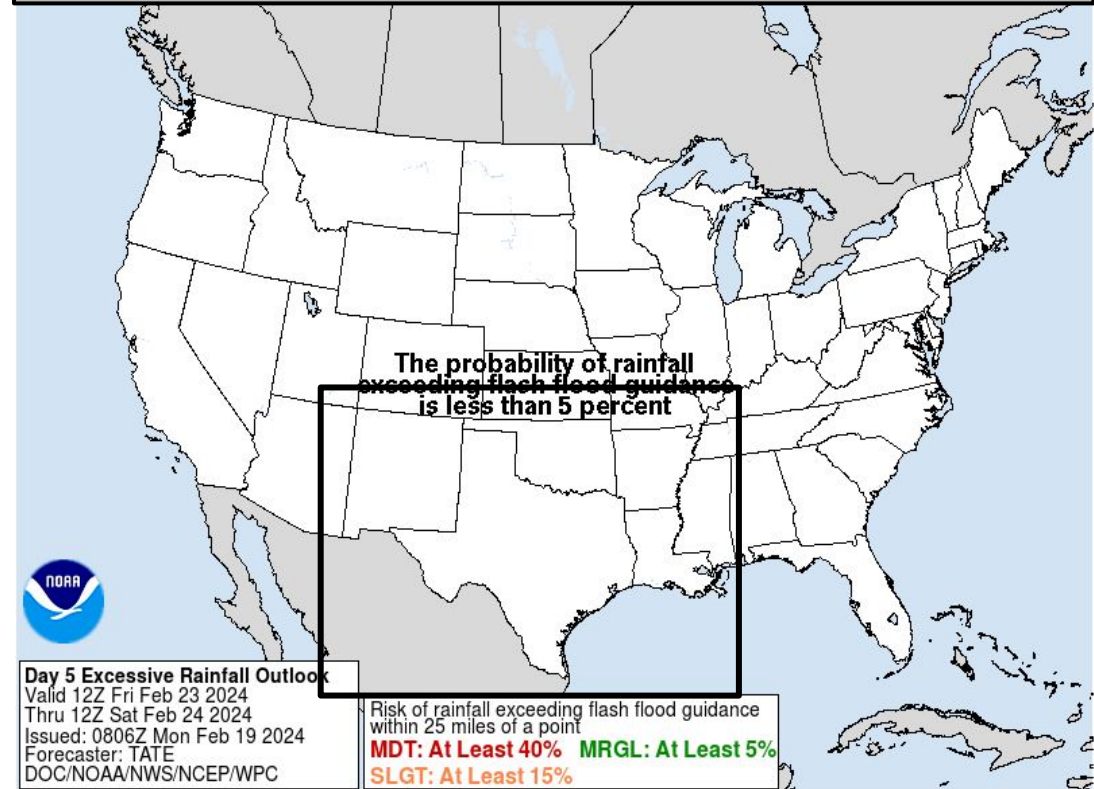 The probability of rainfall
exceeding flash flood guidance
is less than 5 percent
NOAA
Day 5 Excessive Rainfall Outlook
Valid 12Z Fri Feb 23 2024
Thru 12Z Sat Feb 24 2024
Issued: 0806Z Mon Feb 19 2024
Forecaster: TATE
DOC/NOAA/NWS/NCEP/WPC
Risk of rainfall exceeding flash flood guidance
within 25 miles of a point
MDT: At Least 40% MRGL: At Least 5%
SLGT: At Least 15%